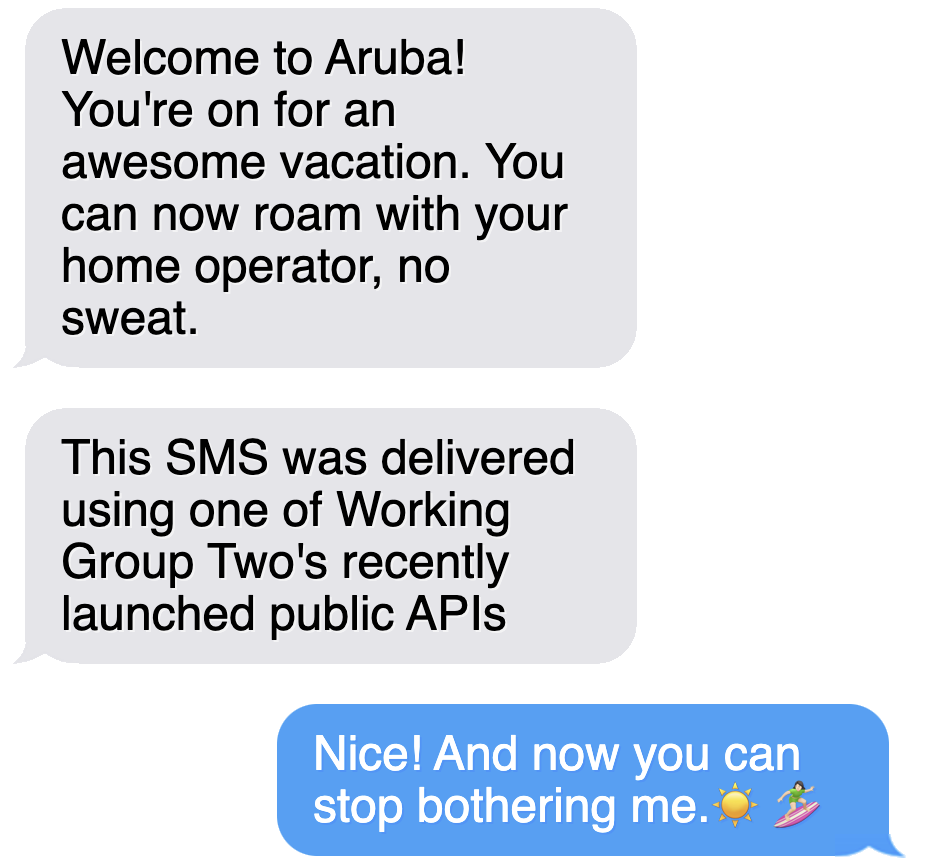 Welcome to Aruba!
You're on for an
awesome vacation. You
can now roam with your
home operator, no
sweat.
This SMS was delivered
using one of Working
Group Two's recently
launched public APIs
Nice! And now you can
stop bothering me.☀️ 🏄🏻‍♀️